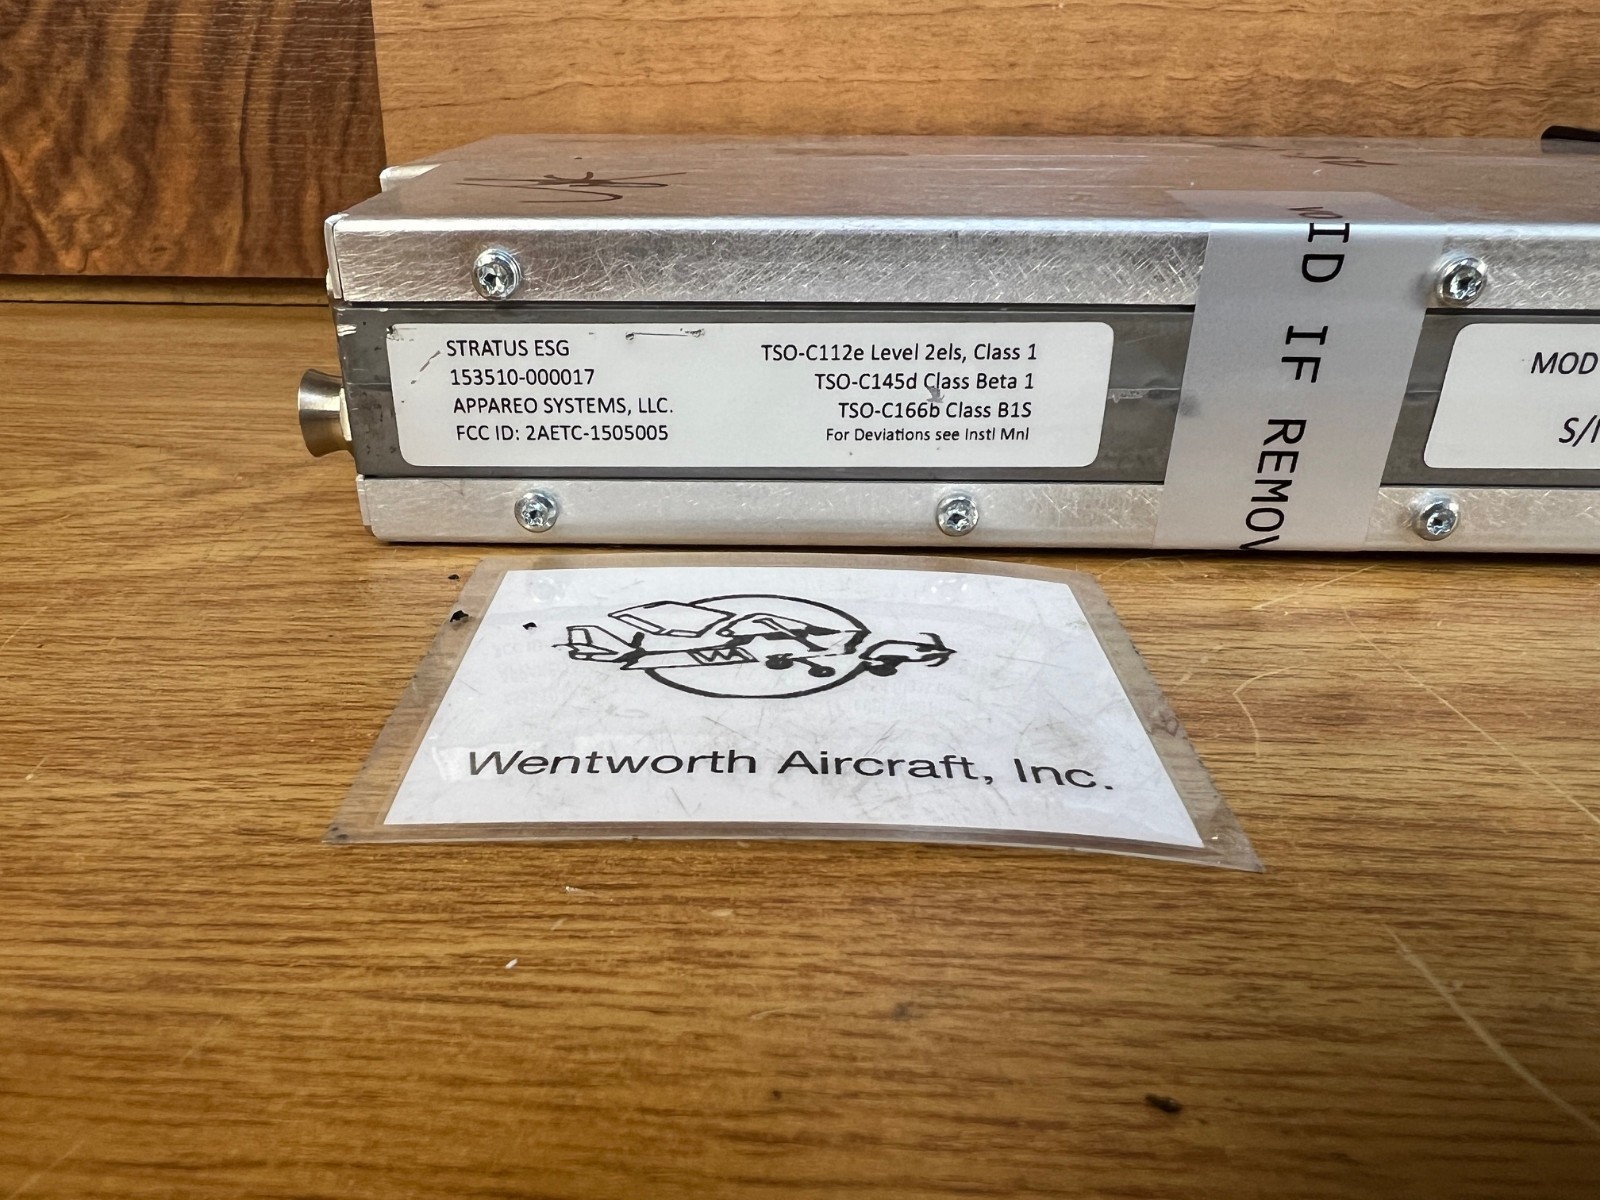 STRATUS ESG
153510-000017
APPAREO SYSTEMS, LLC.
FCC ID: 2AETC-1505005
TSO-C112e Level 2els, Class 1
TSO-C145d Class Beta 1
TSO-C166b Class B1S
For Deviations see Instl Mnl
VOID IF REMOV
MOD
S/
W
Wentworth Aircraft, Inc.